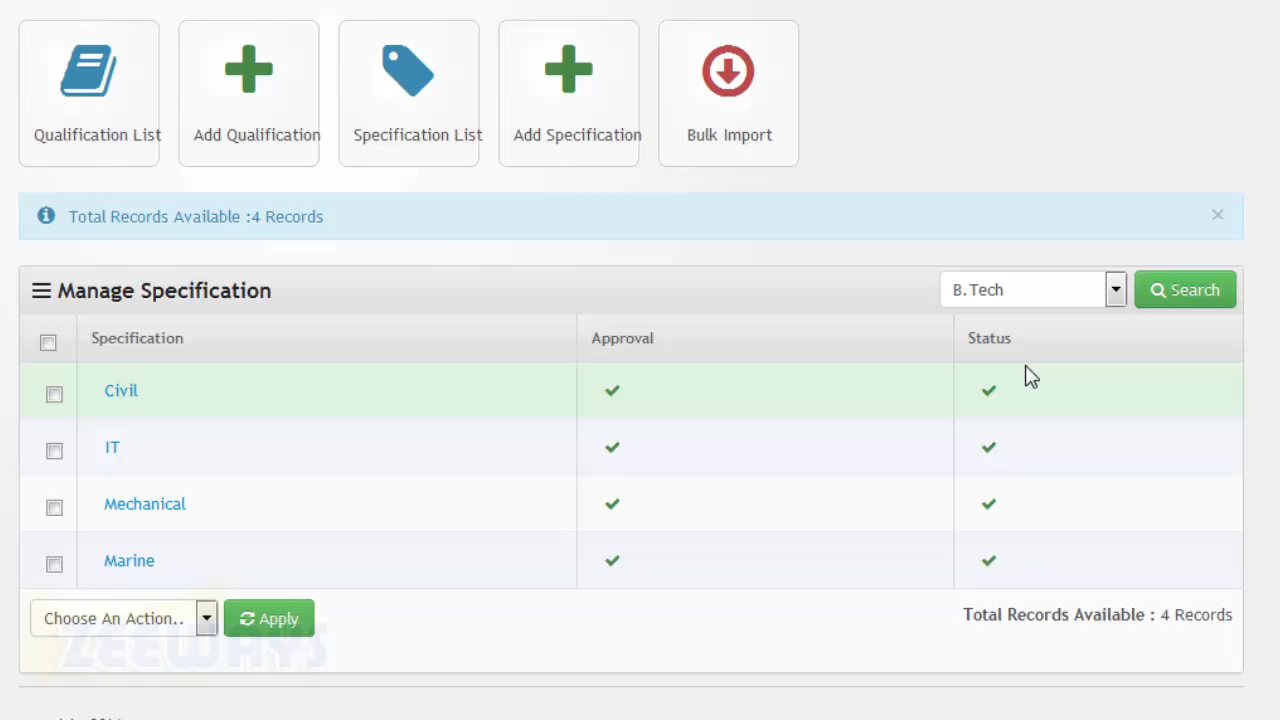 Qualification List
Add Qualification
Specification List
Add Specification
Bulk Import
Total Records Available :4 Records
×
Manage Specification
B.Tech
Search
Specification
Approval
Status
Civil
IT
Mechanical
Marine
Choose An Action..
Apply
Total Records Available : 4 Records
ZEEWAYS